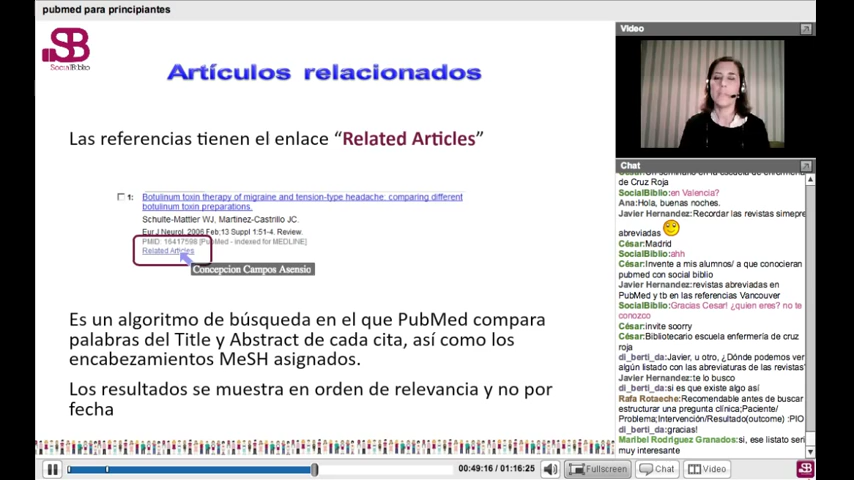 pubmed para principiantes
SB
SocialBiblio
Artículos relacionados
Las referencias tienen el enlace “Related Articles”
1: Botulinum toxin therapy of migraine and tension-type headache: comparing different
botulinum toxin preparations.
Schulte-Mattler WJ, Martinez-Castrillo JC.
Eur J Neurol. 2006 Feb;13 Suppl 1:51-4. Review.
PMID: 16417598 [PubMed - indexed for MEDLINE]
Related Articles
Concepcion Campos Asensio
Es un algoritmo de búsqueda en el que PubMed compara
palabras del Title y Abstract de cada cita, así como los
encabezamientos MeSH asignados.
Los resultados se muestra en orden de relevancia y no por
fecha
00:49:16 / 01:16:25
Fullscreen
Chat
Video
Video
Chat
César:Un seminario en la escuela de enfermería
de Cruz Roja
SocialBiblio:en Valencia?
Ana:Hola, buenas noches.
Javier Hernandez:Recordar las revistas simepre
abreviadas
César:Madrid
SocialBiblio:ahh
César:Invente a mis alumnos/ a que conocieran
pubmed con social biblio
Javier Hernandez:revistas abreviadas en
PubMed y tb en las referencias Vancouver
SocialBiblio:Gracias Cesar! ¿quien eres? no te
conozco
César:invite soorry
César:Bibliotecario escuela enfermería de cruz
roja
di_berti_da:Javier, u otro, ¿Dónde podemos ver
algún listado con las abreviaturas de las revistas?
Javier Hernandez:te lo busco
di_berti_da:si es que existe algo así
Rafa Rotaeche:Recomendable antes de buscar
estructurar una pregunta clínica;Paciente/
Problema;Intervención/Resultado(outcome) :PIO
di_berti_da:gracias!
Maribel Rodriguez Granados:si, ese listado seri
muy interesante